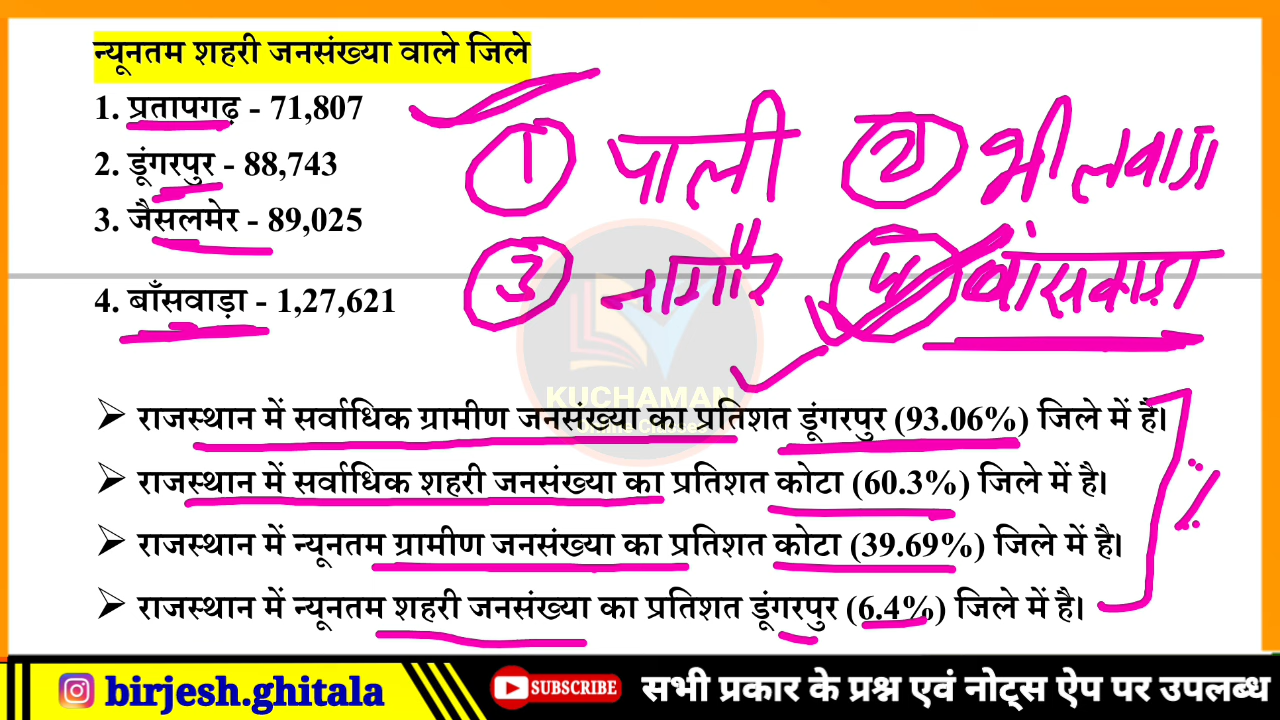 न्यूनतम शहरी जनसंख्या वाले जिले
1. प्रतापगढ़ - 71,807
2. डूंगरपुर - 88,743
3. जैसलमेर - 89,025
4. बाँसवाड़ा - 1,27,621
1 पाली 2 भीलवाडा
3 नागौर 4 बांसवाडा
KUCHAMAN
➢ राजस्थान में सर्वाधिक ग्रामीण जनसंख्या का प्रतिशत डूंगरपुर (93.06%) जिले में है।
➢ राजस्थान में सर्वाधिक शहरी जनसंख्या का प्रतिशत कोटा (60.3%) जिले में है।
➢ राजस्थान में न्यूनतम ग्रामीण जनसंख्या का प्रतिशत कोटा (39.69%) जिले में है।
➢ राजस्थान में न्यूनतम शहरी जनसंख्या का प्रतिशत डूंगरपुर (6.4%) जिले में है।
birjesh.ghitala SUBSCRIBE सभी प्रकार के प्रश्न एवं नोट्स ऐप पर उपलब्ध